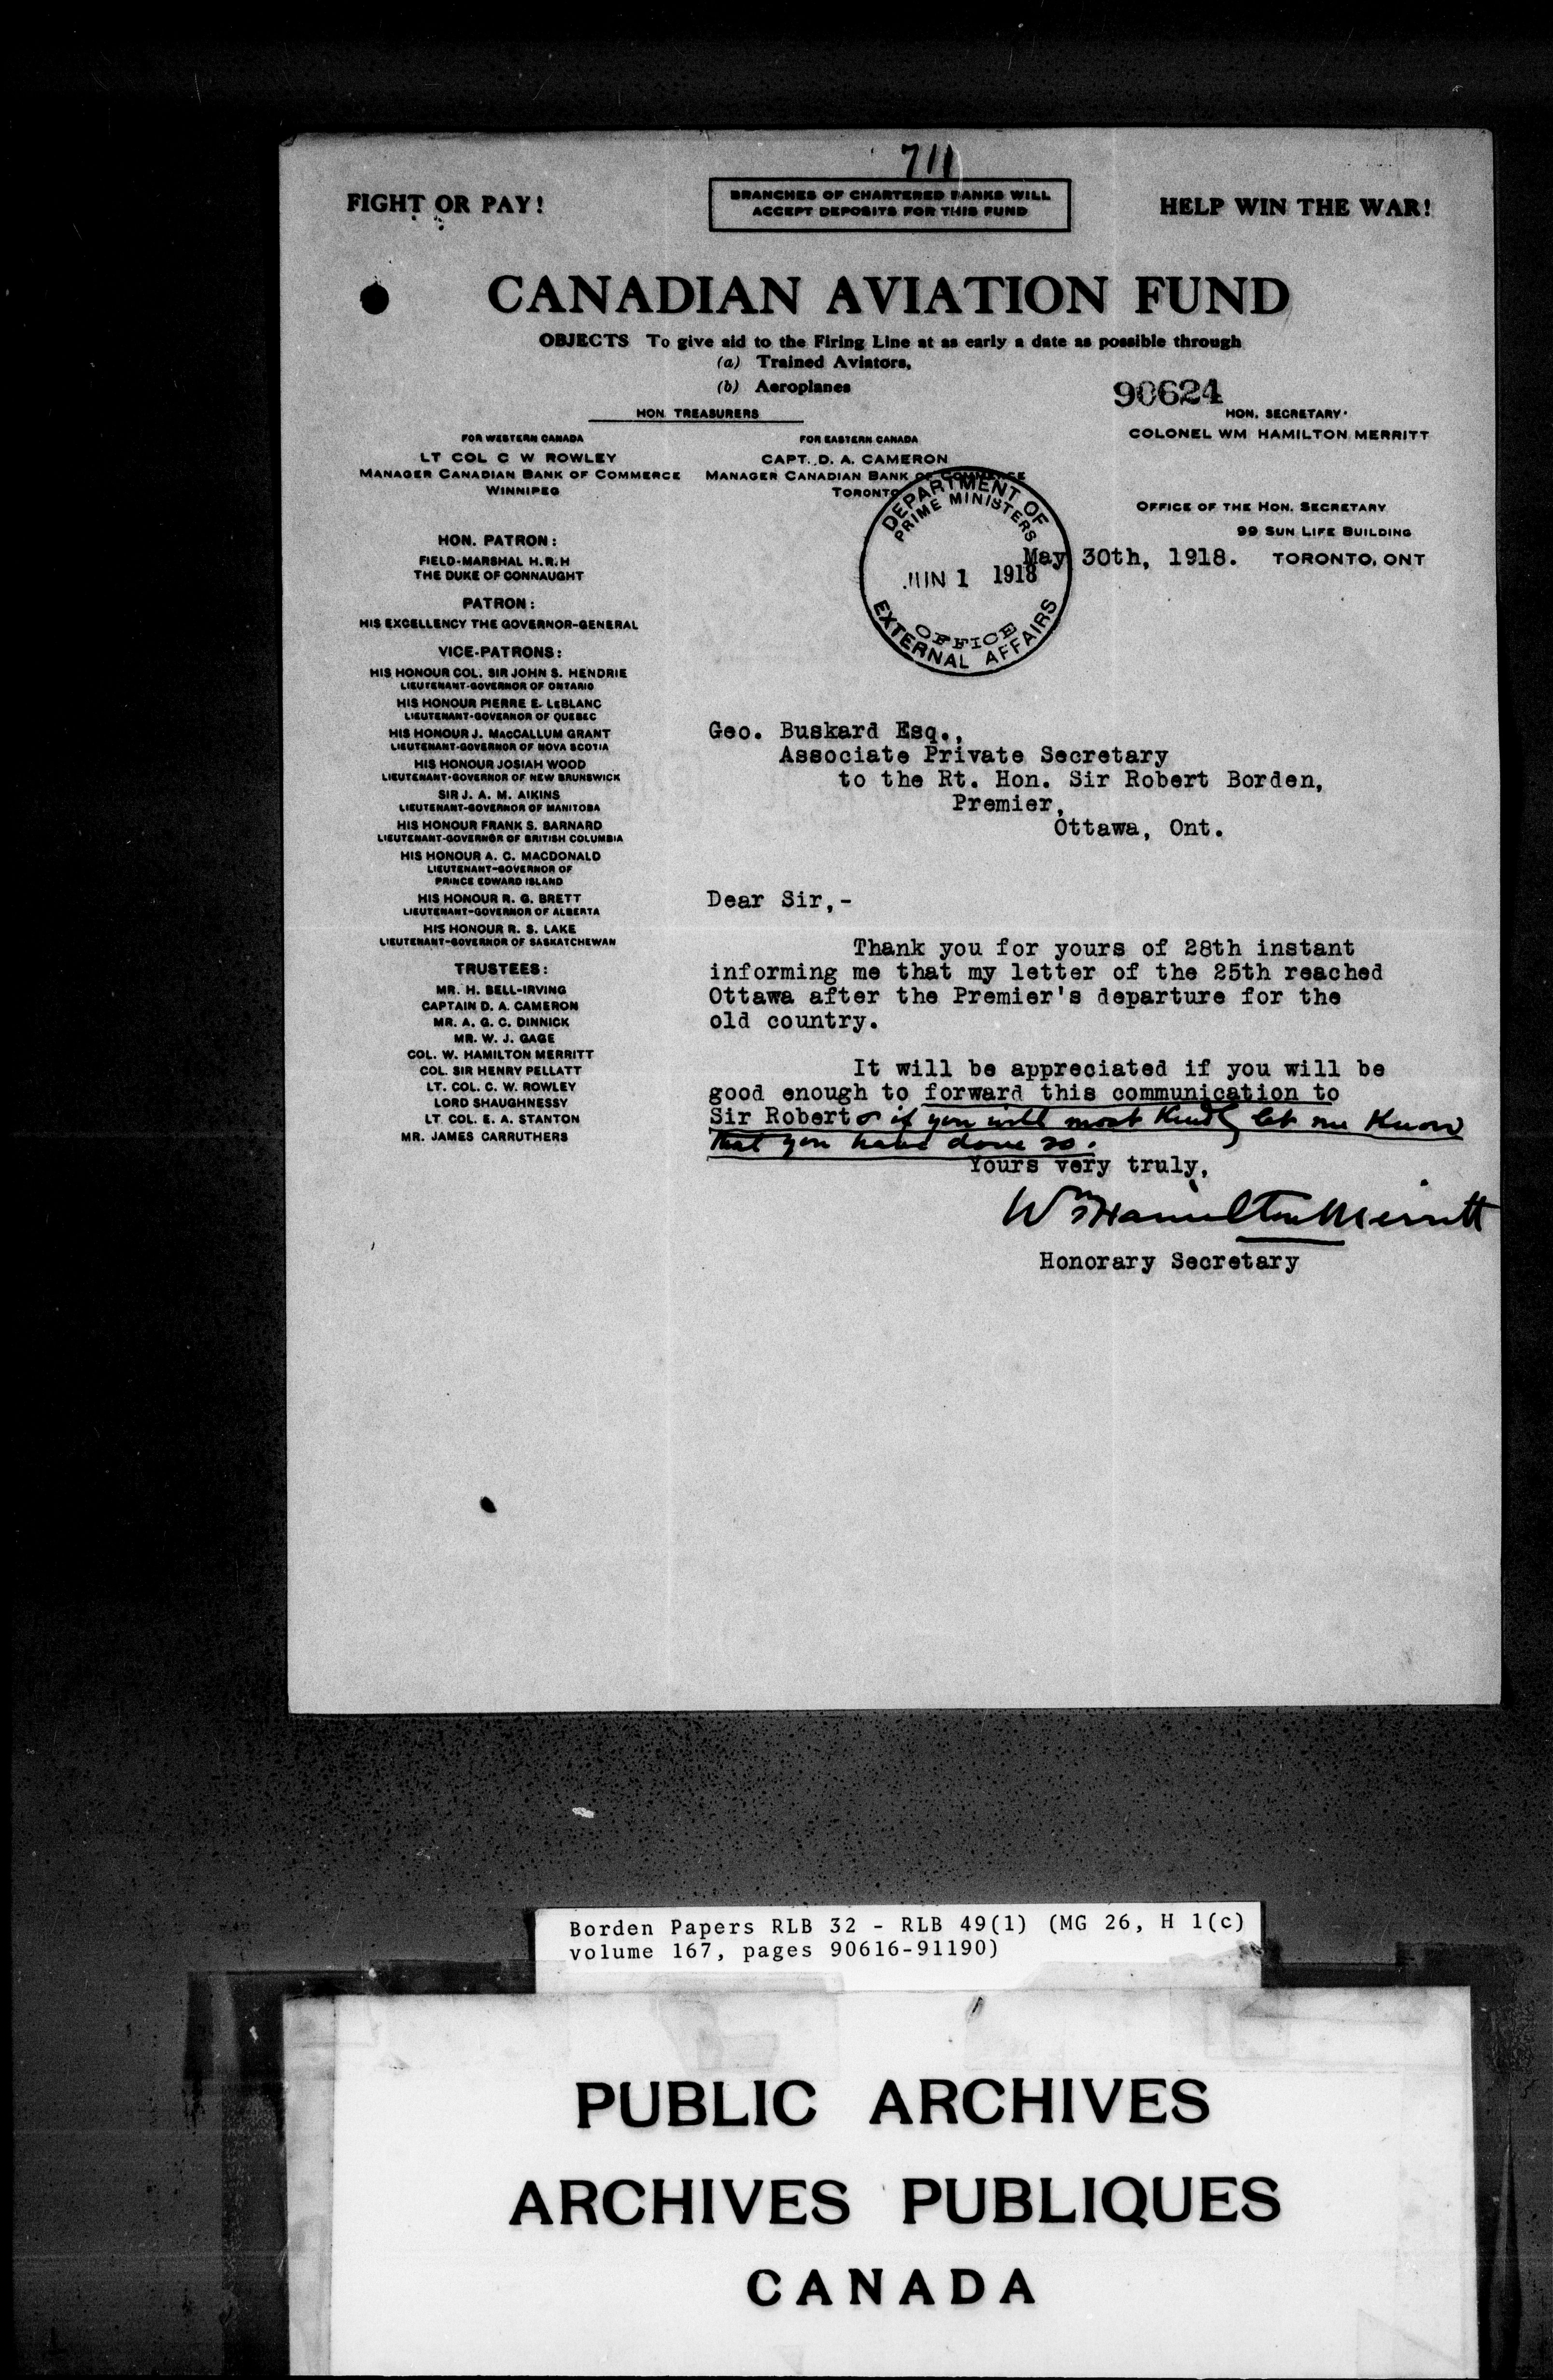 711
FIGHT OR PAY!
BRANCHES OF CHARTERED BANKS WILL
ACCEPT DEPOSITS FOR THIS FUND
HELP WIN THE WAR!
CANADIAN AVIATION FUND
OBJECTS To give aid to the Firing Line at as early a date as possible through
(a) Trained Aviators,
(b) Aeroplanes
90624
HON. TREASURERS
FOR WESTERN CANADA
LT COL C W ROWLEY
MANAGER CANADIAN BANK OF COMMERCE
WINNIPEG
FOR EASTERN CANADA
CAPT. D. A. CAMERON
MANAGER CANADIAN BANK OF COMMERCE
TORONTO
HON. SECRETARY.
COLONEL WM HAMILTON MERRITT
OFFICE OF THE HON. SECRETARY
99 SUN LIFE BUILDING
TORONTO, ONT
May 30th, 1918.
DEPARTMENT OF
PRIME MINISTERS
JUN 1 1918
OFFICE
EXTERNAL AFFAIRS
HON. PATRON:
FIELD-MARSHAL H.R.H
THE DUKE OF CONNAUGHT
PATRON:
HIS EXCELLENCY THE GOVERNOR-GENERAL
VICE-PATRONS:
HIS HONOUR COL. SIR JOHN S. HENDRIE
LIEUTENANT-GOVERNOR OF ONTARIO
HIS HONOUR PIERRE E. LEBLANC
LIEUTENANT-GOVERNOR OF QUEBEC
HIS HONOUR J. MACCALLUM GRANT
LIEUTENANT-GOVERNOR OF NOVA SCOTIA
HIS HONOUR JOSIAH WOOD
LIEUTENANT-GOVERNOR OF NEW BRUNSWICK
SIR J. A. M. AIKINS
LIEUTENANT-GOVERNOR OF MANITOBA
HIS HONOUR FRANK S. BARNARD
LIEUTENANT-GOVERNOR OF BRITISH COLUMBIA
HIS HONOUR A. C. MACDONALD
LIEUTENANT-GOVERNOR OF
PRINCE EDWARD ISLAND
HIS HONOUR R. G. BRETT
LIEUTENANT-GOVERNOR OF ALBERTA
HIS HONOUR R. S. LAKE
LIEUTENANT-GOVERNOR OF SASKATCHEWAN
TRUSTEES:
MR. H. BELL-IRVING
CAPTAIN D. A. CAMERON
MR. A. G. C. DINNICK
MR. W. J. GAGE
COL. W. HAMILTON MERRITT
COL. SIR HENRY PELLATT
LT. COL. C. W. ROWLEY
LORD SHAUGHNESSY
LT COL. E. A. STANTON
MR. JAMES CARRUTHERS
Geo. Buskard Esq.,
Associate Private Secretary
to the Rt. Hon. Sir Robert Borden,
Premier,
Ottawa, Ont.
Dear Sir,-
Thank you for yours of 28th instant
informing me that my letter of the 25th reached
Ottawa after the Premier's departure for the
old country.
It will be appreciated if you will be
good enough to forward this communication to
Sir Robert & if you will most kindly let me know
that you have done so.
Yours very truly,
Wm Hamilton Merritt
Honorary Secretary
Borden Papers RLB 32 - RLB 49(1) (MG 26, H 1(c)
volume 167, pages 90616-91190)
PUBLIC ARCHIVES
ARCHIVES PUBLIQUES
CANADA